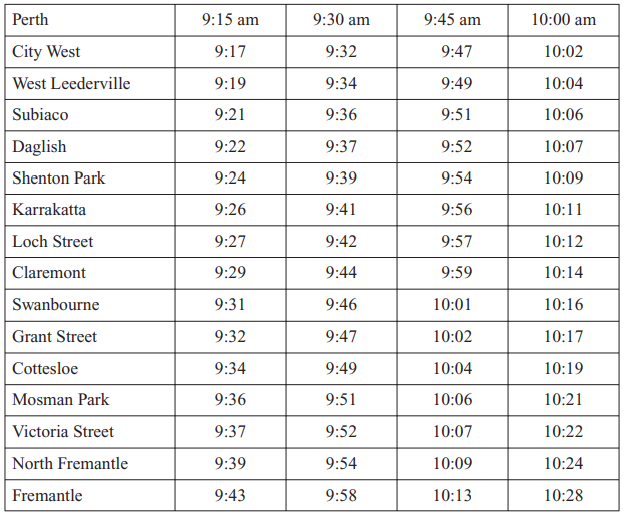 Perth 9:15 am 9:30 am 9:45 am 10:00 am
City West 9:17 9:32 9:47 10:02
West Leederville 9:19 9:34 9:49 10:04
Subiaco 9:21 9:36 9:51 10:06
Daglish 9:22 9:37 9:52 10:07
Shenton Park 9:24 9:39 9:54 10:09
Karrakatta 9:26 9:41 9:56 10:11
Loch Street 9:27 9:42 9:57 10:12
Claremont 9:29 9:44 9:59 10:14
Swanbourne 9:31 9:46 10:01 10:16
Grant Street 9:32 9:47 10:02 10:17
Cottesloe 9:34 9:49 10:04 10:19
Mosman Park 9:36 9:51 10:06 10:21
Victoria Street 9:37 9:52 10:07 10:22
North Fremantle 9:39 9:54 10:09 10:24
Fremantle 9:43 9:58 10:13 10:28